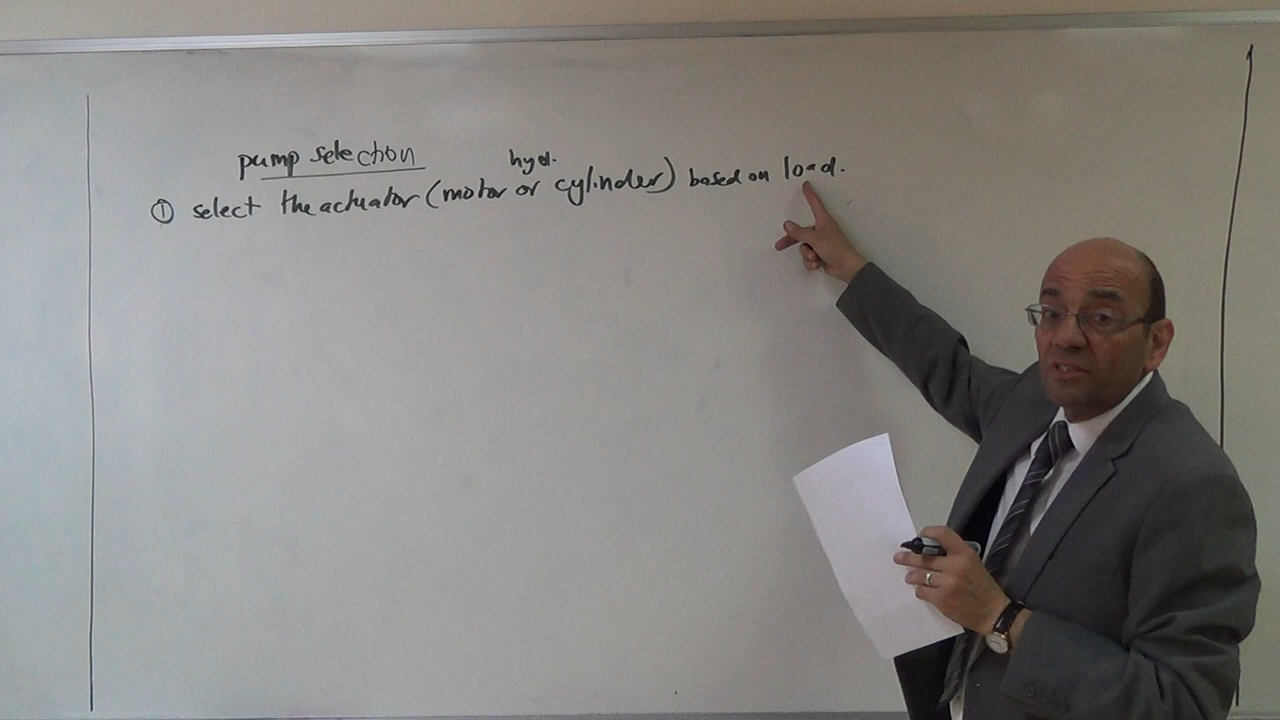 pump selection
hyd.
① select the actuator (motor or cylinder) based on load.